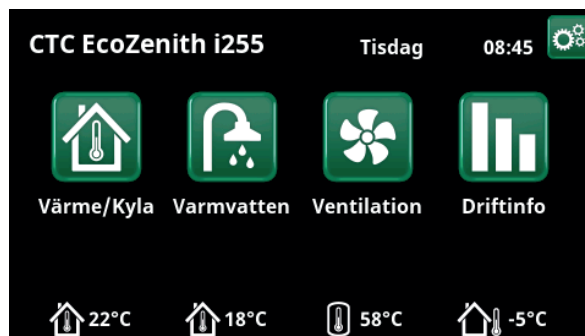 CTC EcoZenith i255 Tisdag 08:45
Värme/Kyla Varmvatten Ventilation Driftinfo
22°C 18°C 58°C -5°C